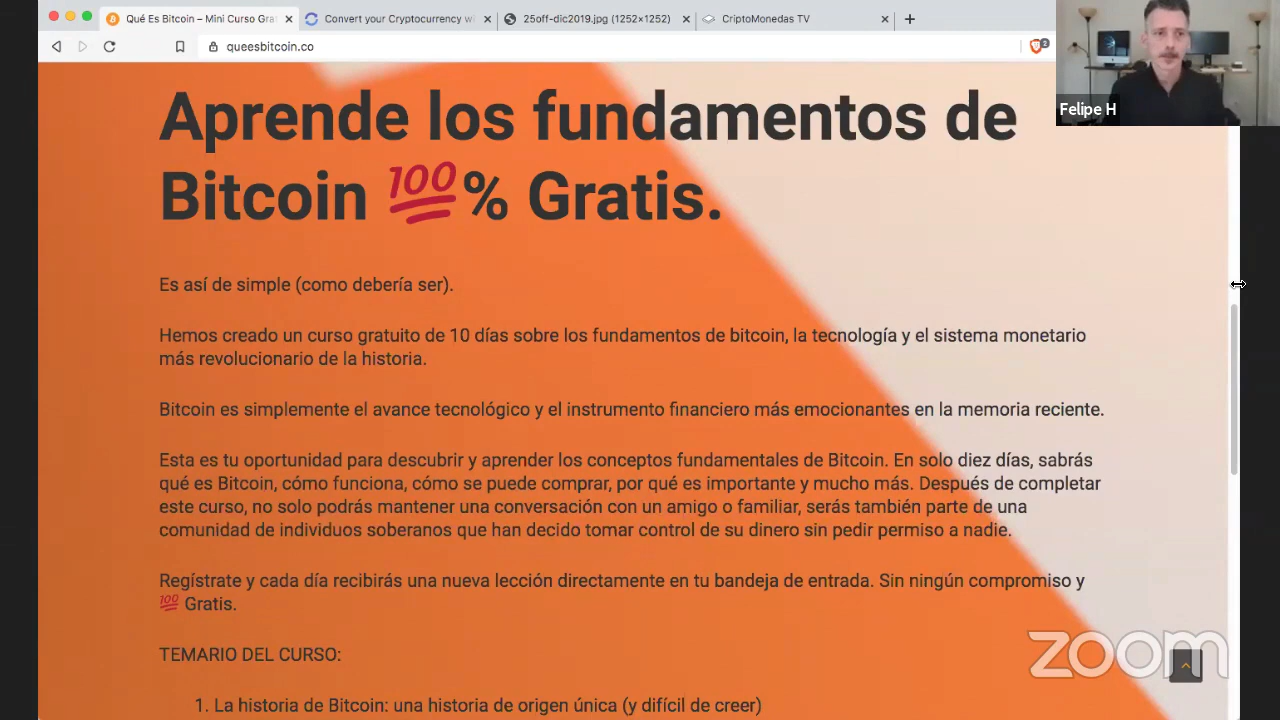 Qué Es Bitcoin – Mini Curso Gra
Convert your Cryptocurrency wi
25off-dic2019.jpg (1252×1252)
CriptoMonedas TV
queesbitcoin.co
2
Felipe H
Aprende los fundamentos de
Bitcoin 💯% Gratis.
Es así de simple (como debería ser).
Hemos creado un curso gratuito de 10 días sobre los fundamentos de bitcoin, la tecnología y el sistema monetario
más revolucionario de la historia.
Bitcoin es simplemente el avance tecnológico y el instrumento financiero más emocionantes en la memoria reciente.
Esta es tu oportunidad para descubrir y aprender los conceptos fundamentales de Bitcoin. En solo diez días, sabrás
qué es Bitcoin, cómo funciona, cómo se puede comprar, por qué es importante y mucho más. Después de completar
este curso, no solo podrás mantener una conversación con un amigo o familiar, serás también parte de una
comunidad de individuos soberanos que han decido tomar control de su dinero sin pedir permiso a nadie.
Regístrate y cada día recibirás una nueva lección directamente en tu bandeja de entrada. Sin ningún compromiso y
💯 Gratis.
TEMARIO DEL CURSO:
1. La historia de Bitcoin: una historia de origen única (y difícil de creer)
zoom